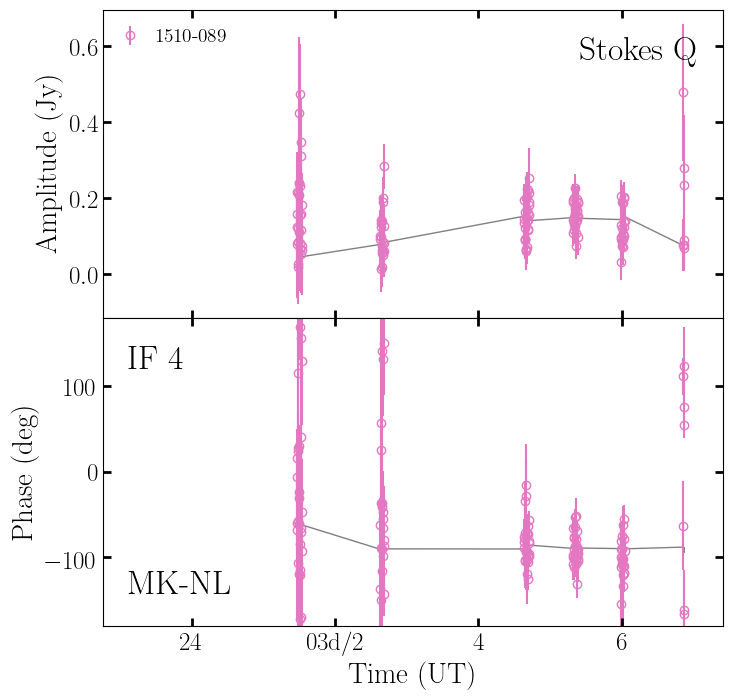 1510-089
Stokes Q
Amplitude (Jy)
0.6
0.4
0.2
0.0
IF 4
MK-NL
Phase (deg)
100
0
−100
24
03d/2
4
6
Time (UT)